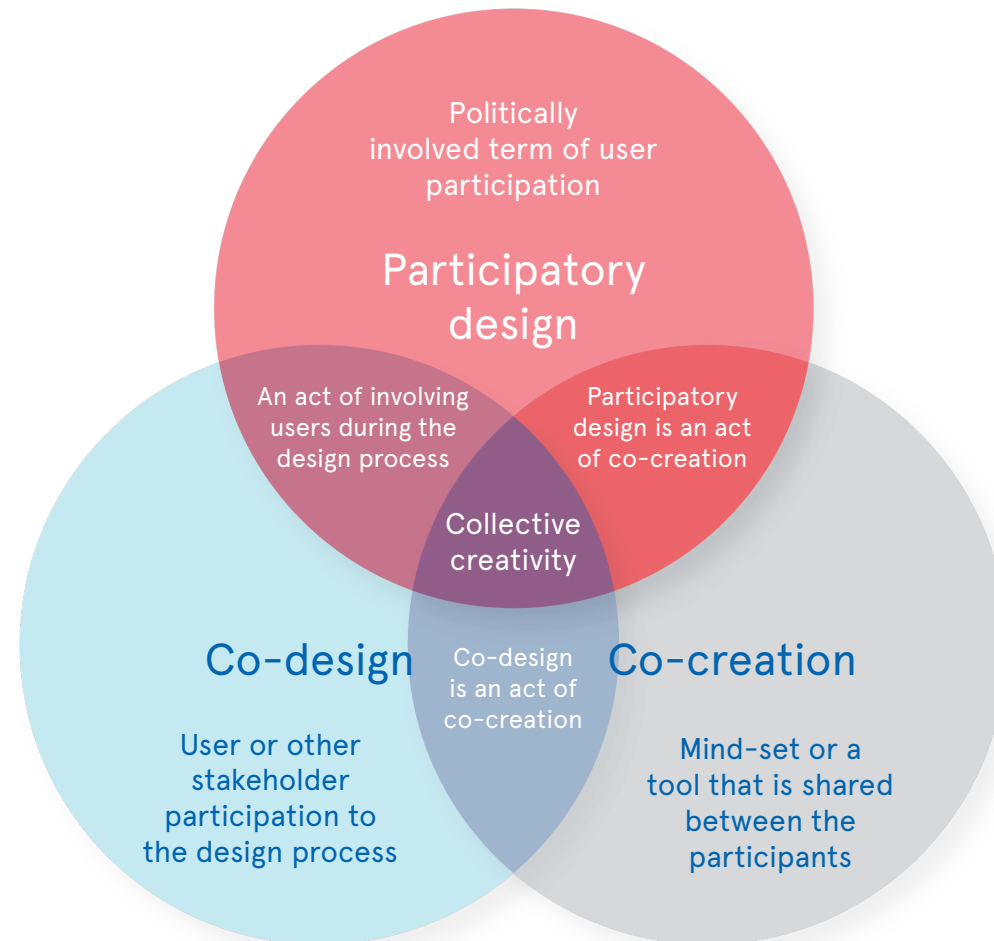 Politically
involved term of user
participation
Participatory
design
An act of involving
users during the
design process
Participatory
design is an act
of co-creation
Collective
creativity
Co-design
User or other
stakeholder
participation to
the design process
Co-design
is an act of
co-creation
Co-creation
Mind-set or a
tool that is shared
between the
participants